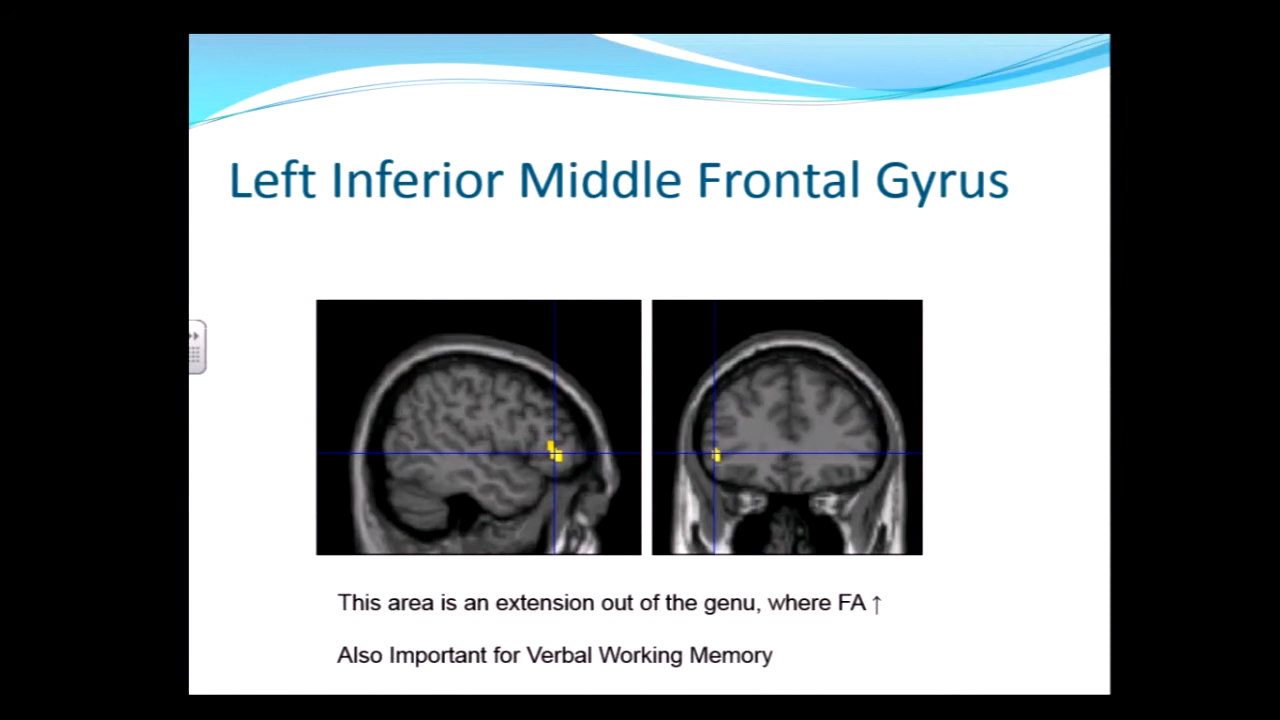 Left Inferior Middle Frontal Gyrus
This area is an extension out of the genu, where FA ↑
Also Important for Verbal Working Memory